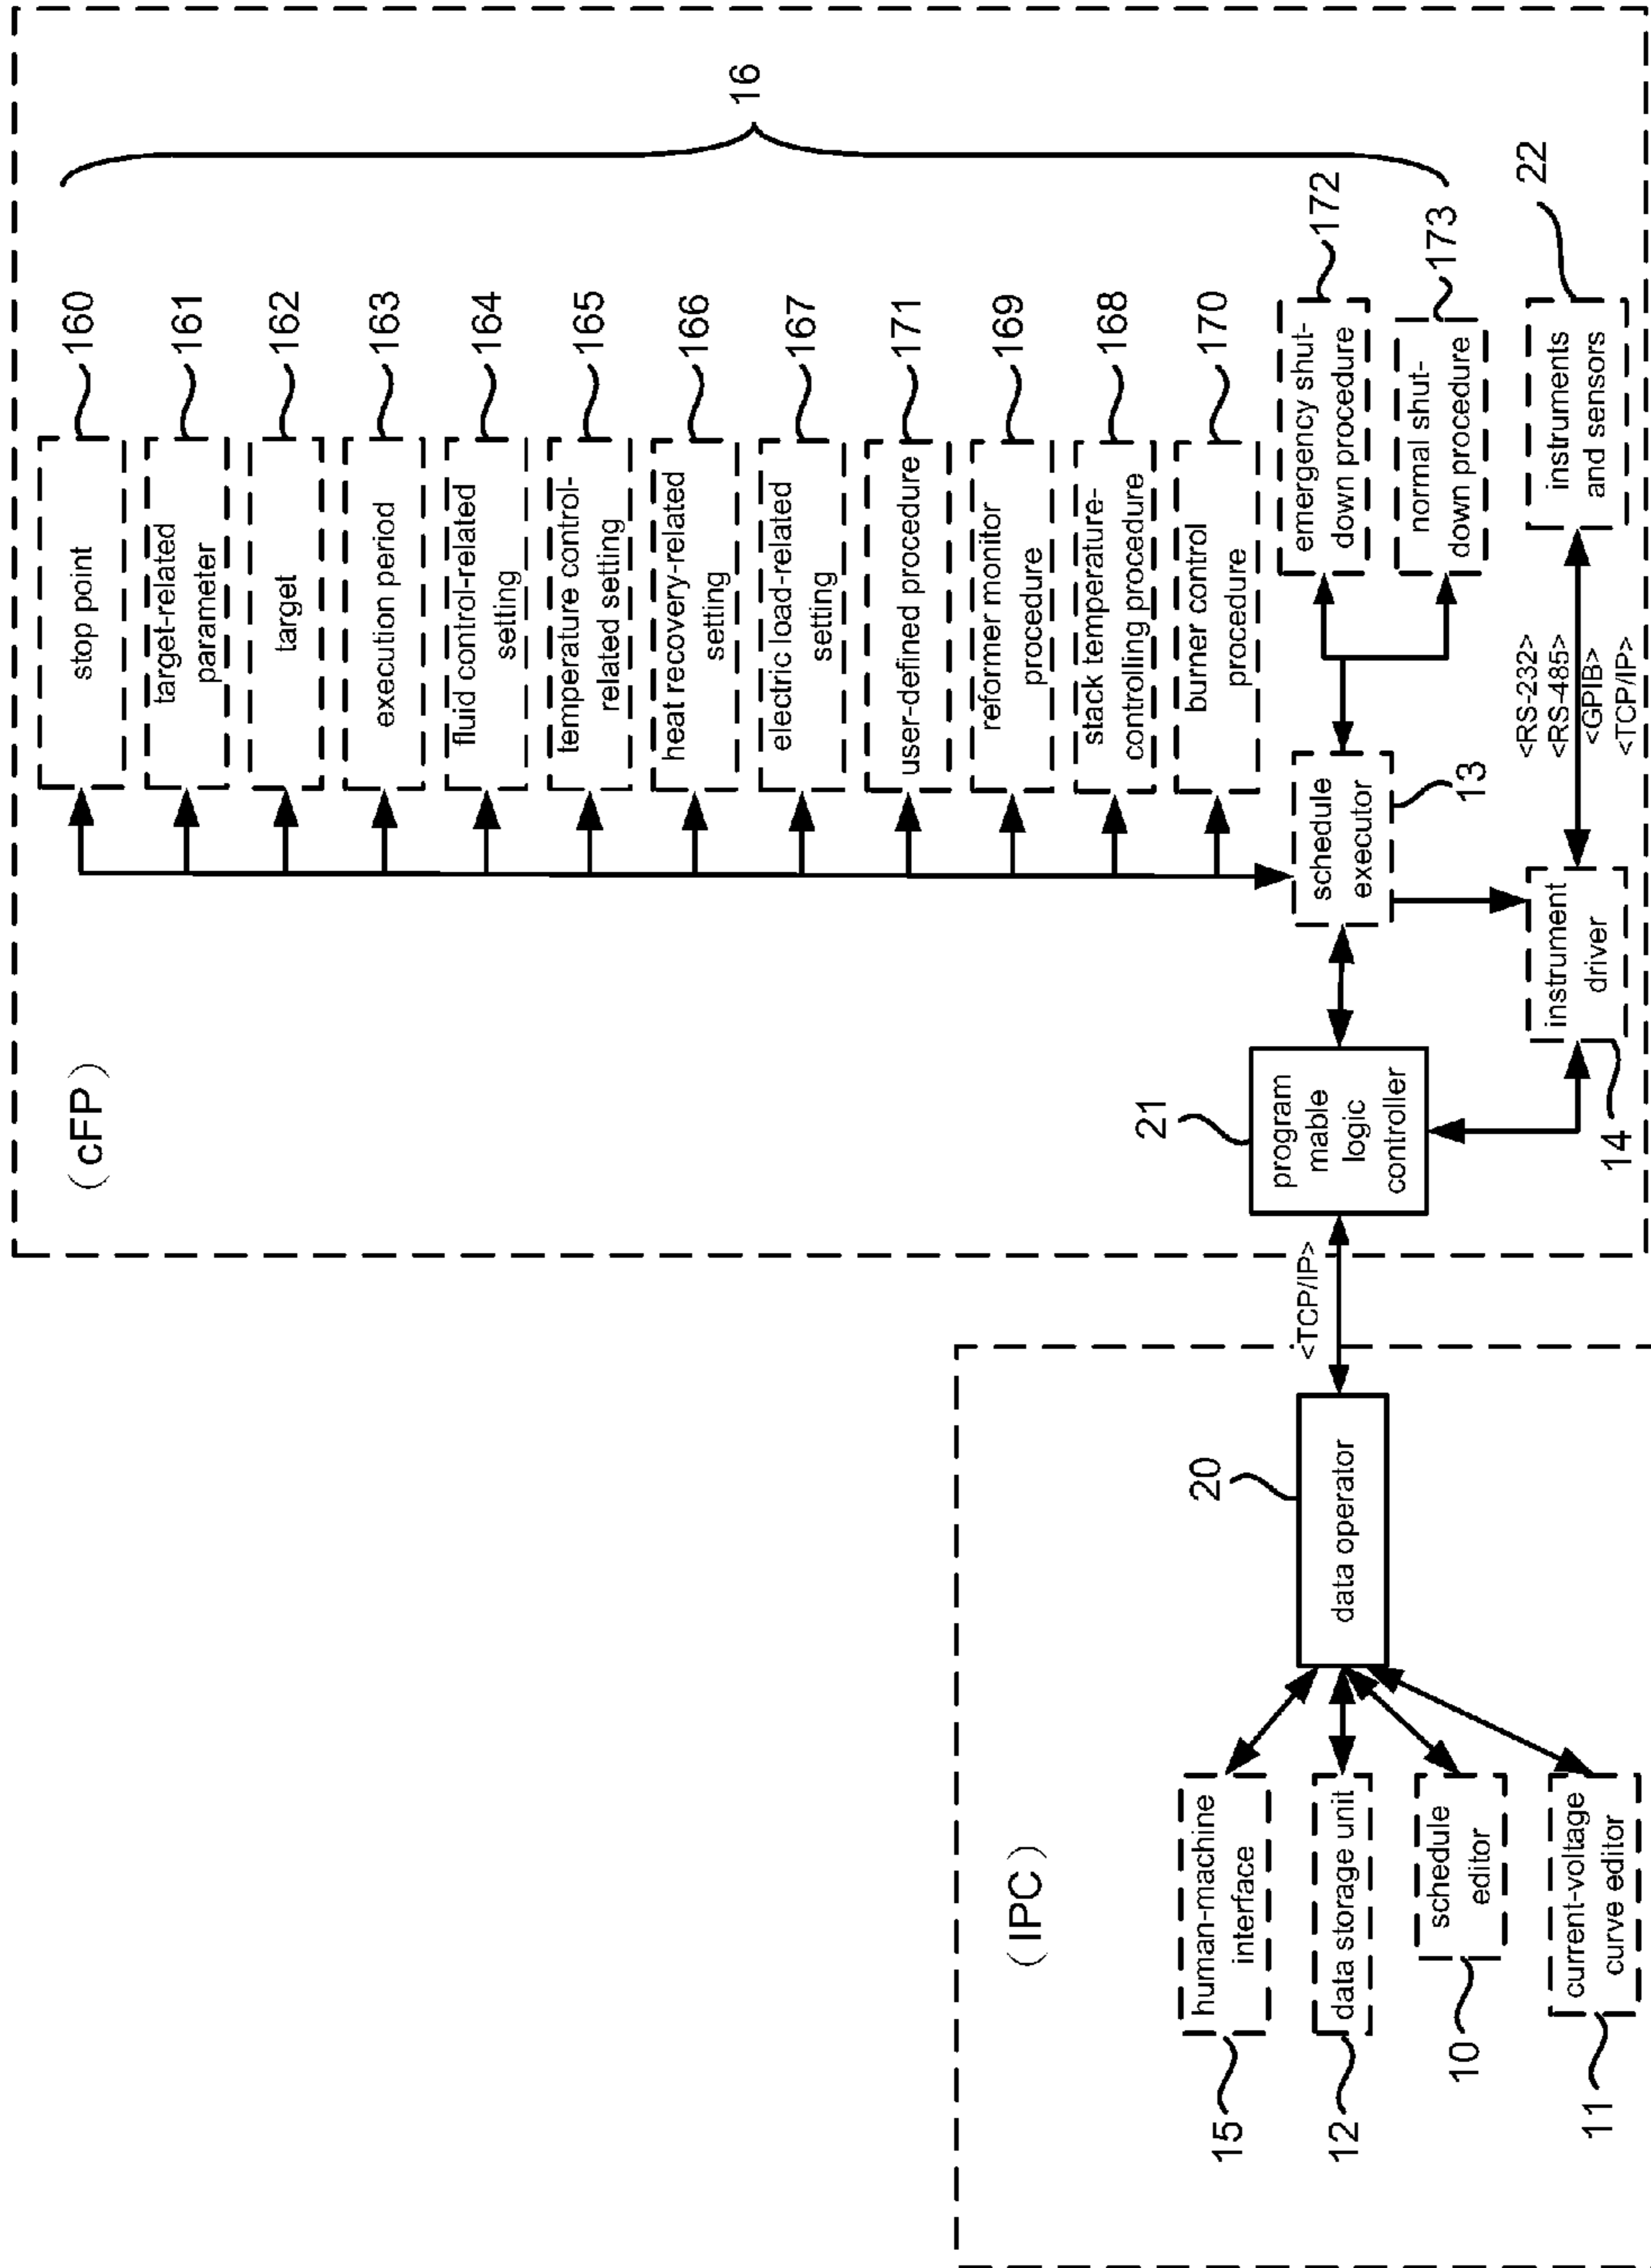 (cFP)
16
stop point
160
target-related
parameter
161
target
162
execution period
163
fluid control-related
setting
164
temperature control-
related setting
165
heat recovery-related
setting
166
electric load-related
setting
167
user-defined procedure
171
reformer monitor
procedure
169
stack temperature-
controlling procedure
168
burner control
procedure
170
emergency shut-
down procedure
172
normal shut-
down procedure
173
schedule
executor
13
21
program
mable
logic
controller
instrument
driver
14
<RS-232>
<RS-485>
<GPIB>
<TCP/IP>
instruments
and sensors
22
<TCP/IP>
(IPC)
20
data operator
human-machine
interface
15
data storage unit
12
schedule
editor
10
current-voltage
curve editor
11